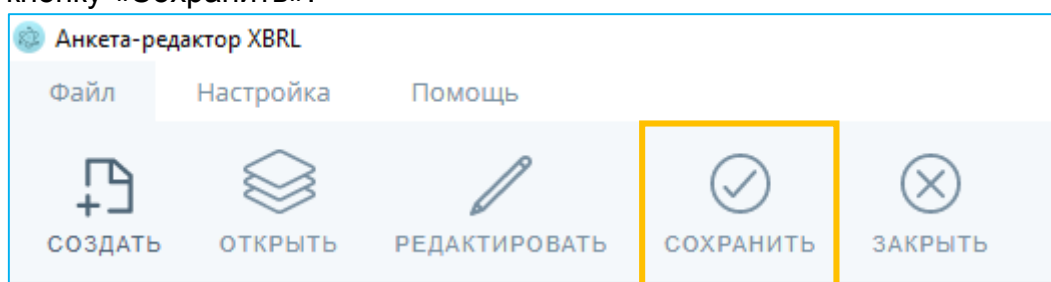 кнопку «Сохранить».
Анкета-редактор XBRL
Файл Настройка Помощь
СОЗДАТЬ ОТКРЫТЬ РЕДАКТИРОВАТЬ СОХРАНИТЬ ЗАКРЫТЬ